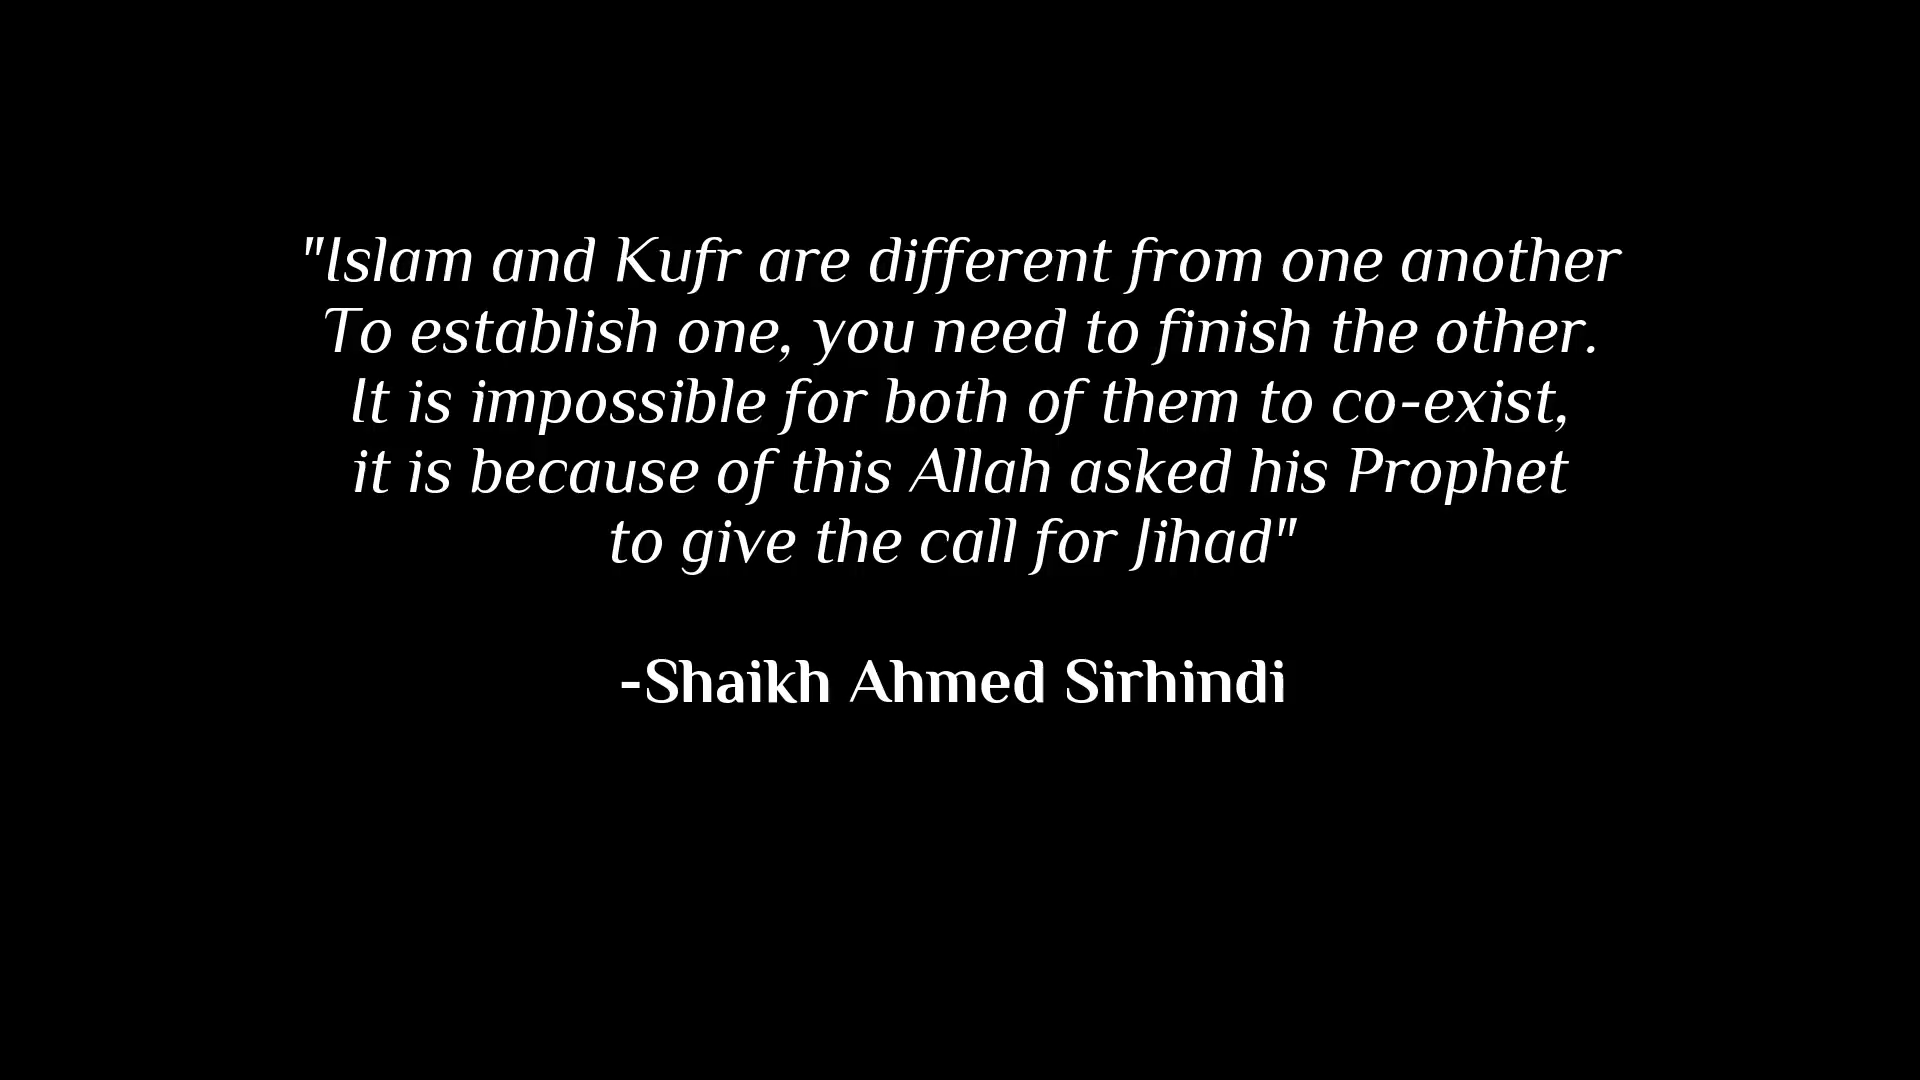 "Islam and Kufr are different from one another
To establish one, you need to finish the other.
It is impossible for both of them to co-exist,
it is because of this Allah asked his Prophet
to give the call for Jihad"
-Shaikh Ahmed Sirhindi